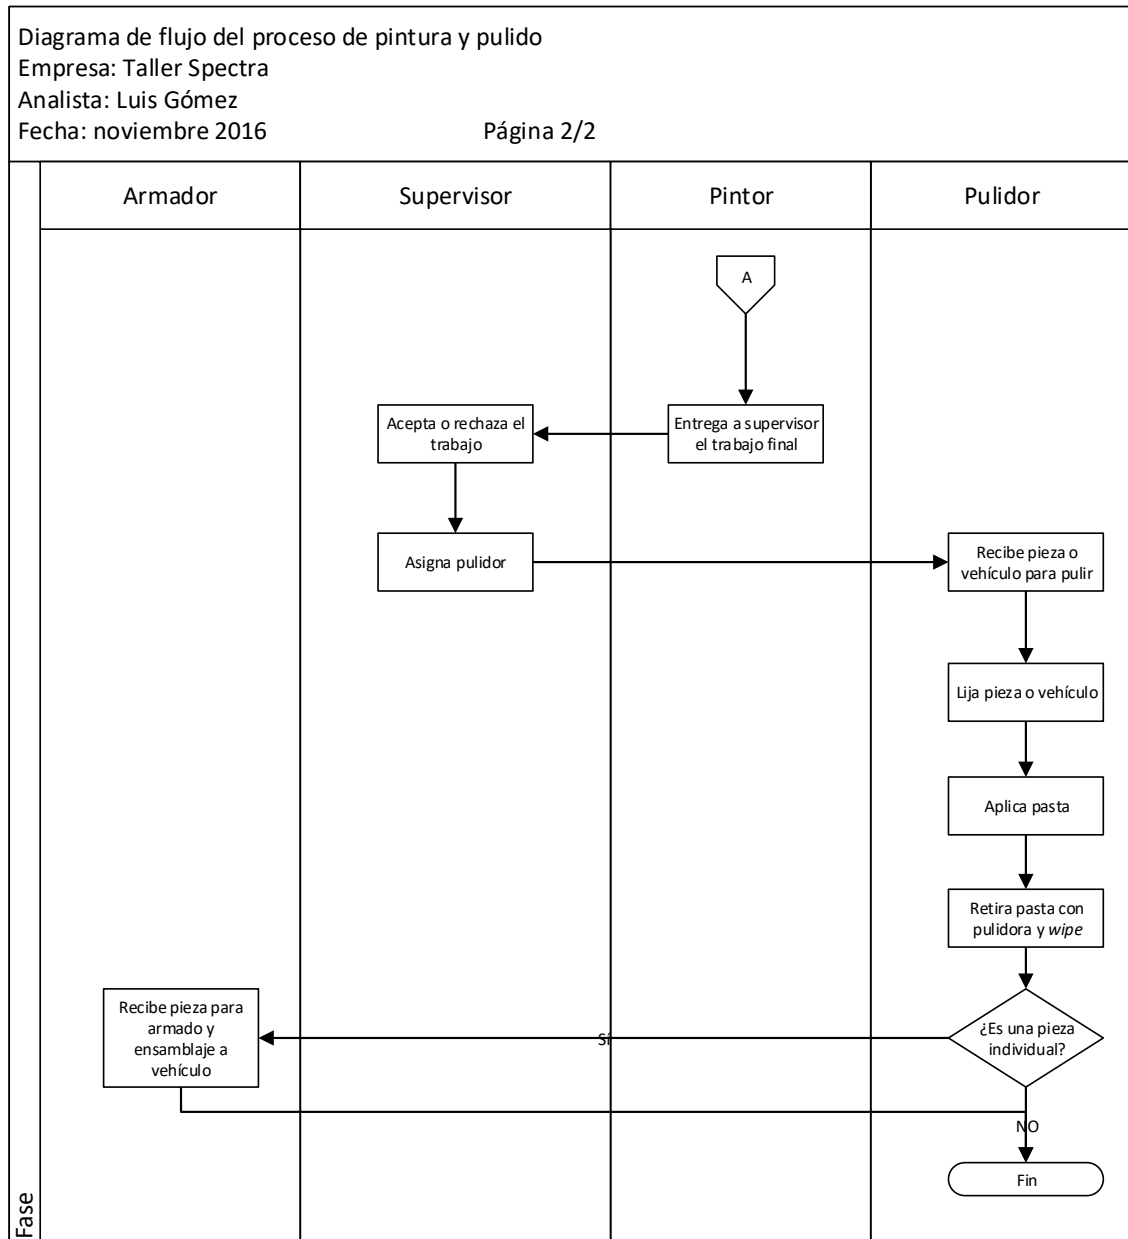 Diagrama de flujo del proceso de pintura y pulido
Empresa: Taller Spectra
Analista: Luis Gómez
Fecha: noviembre 2016 Página 2/2
Armador Supervisor Pintor Pulidor
A
Acepta o rechaza el
trabajo
Entrega a supervisor
el trabajo final
Asigna pulidor
Recibe pieza o
vehículo para pulir
Lija pieza o vehículo
Aplica pasta
Retira pasta con
pulidora y wipe
¿Es una pieza
individual?
Sí
Recibe pieza para
armado y
ensamblaje a
vehículo
NO
Fin
Fase